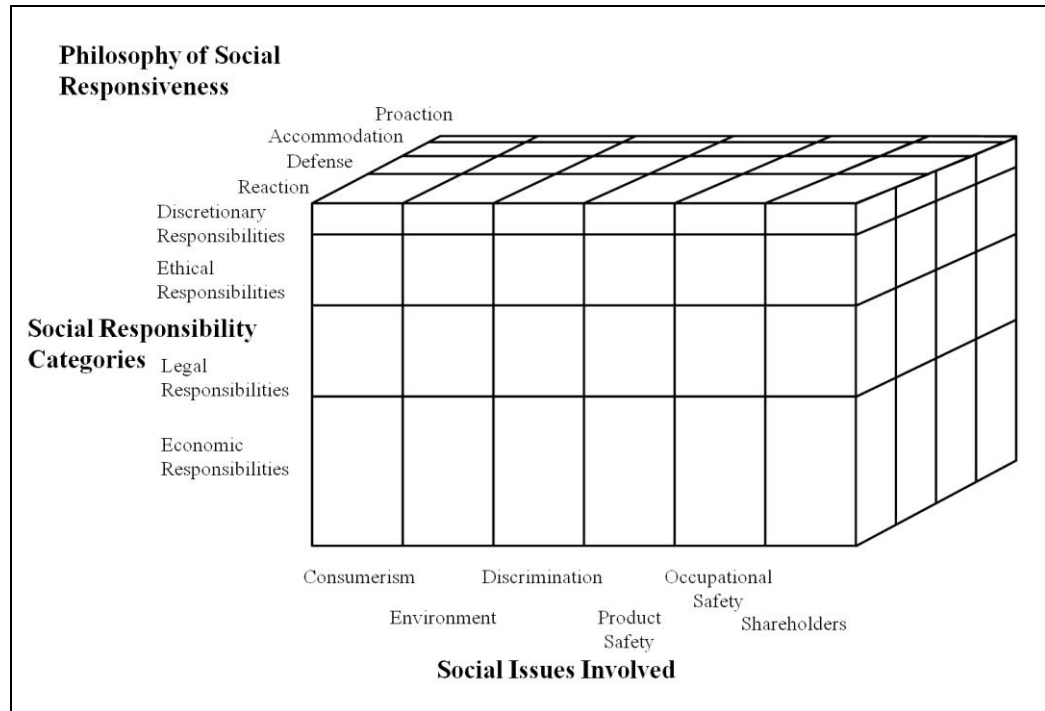 Philosophy of Social
Responsiveness
Proaction
Accommodation
Defense
Reaction
Discretionary
Responsibilities
Ethical
Responsibilities
Social Responsibility
Categories
Legal
Responsibilities
Economic
Responsibilities
Consumerism
Environment
Discrimination
Product
Safety
Occupational
Safety
Shareholders
Social Issues Involved